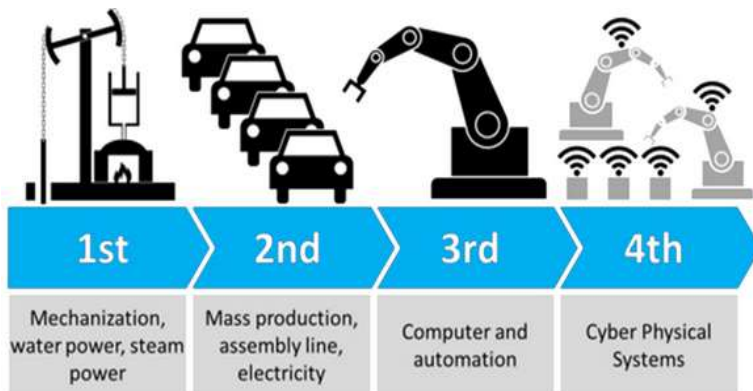 1st
2nd
3rd
4th
Mechanization,
water power, steam
power
Mass production,
assembly line,
electricity
Computer and
automation
Cyber Physical
Systems